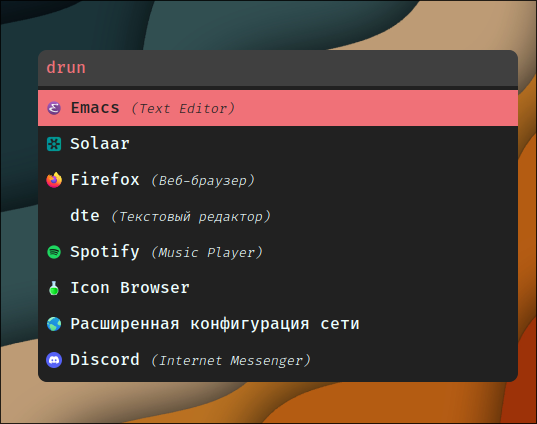 drun
Emacs (Text Editor)
Solaar
Firefox (Веб-браузер)
dte (Текстовый редактор)
Spotify (Music Player)
Icon Browser
Расширенная конфигурация сети
Discord (Internet Messenger)